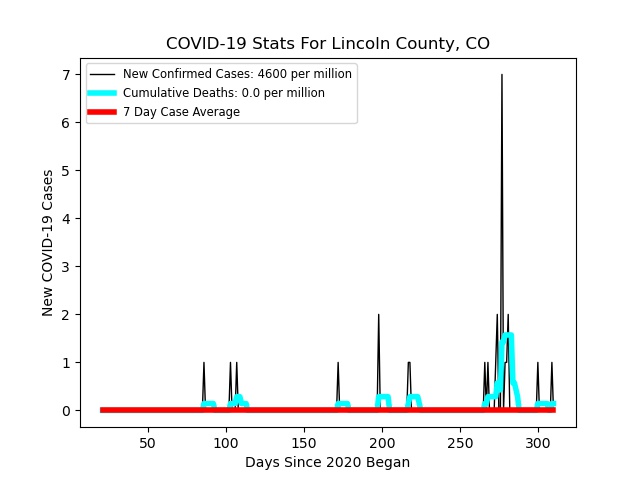 COVID-19 Stats For Lincoln County, CO
New Confirmed Cases: 4600 per million
Cumulative Deaths: 0.0 per million
7 Day Case Average
New COVID-19 Cases
7
6
5
4
3
2
1
0
50 100 150 200 250 300
Days Since 2020 Began